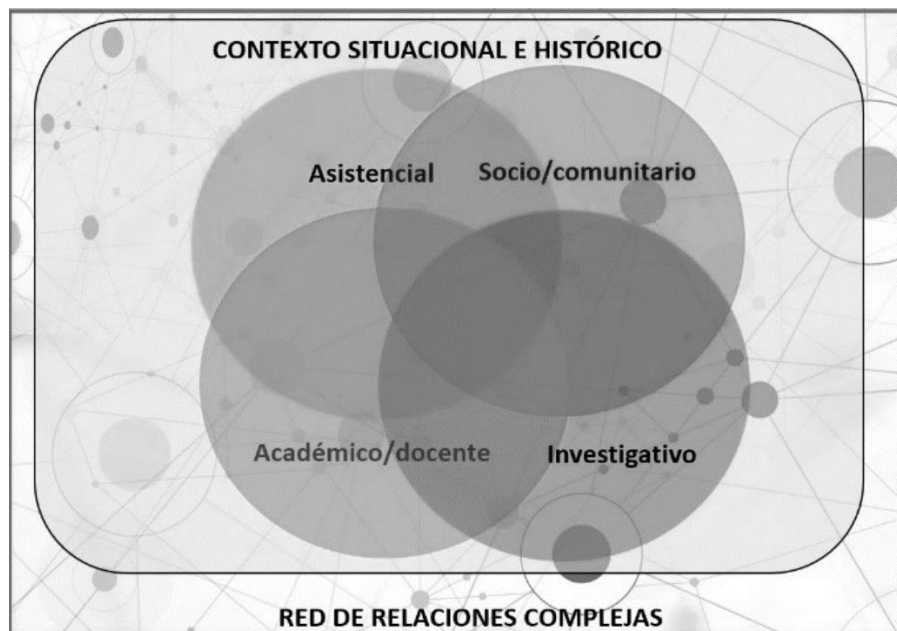 CONTEXTO SITUACIONAL E HISTÓRICO
Asistencial
Socio/comunitario
Académico/docente
Investigativo
RED DE RELACIONES COMPLEJAS